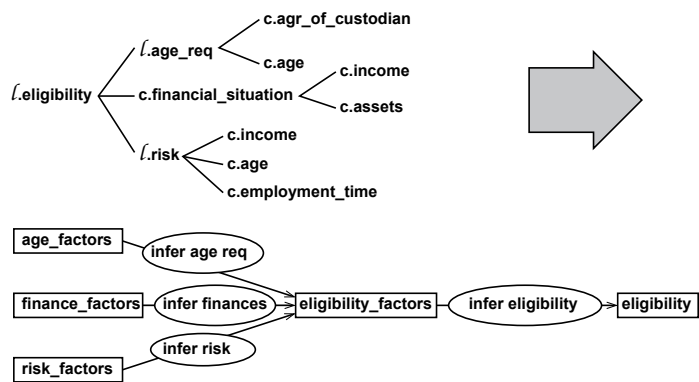 c.agr_of_custodian
l.age_req
c.age
c.income
l.eligibility
c.financial_situation
c.assets
c.income
l.risk
c.age
c.employment_time
age_factors
infer age req
finance_factors
infer finances
eligibility_factors
infer eligibility
eligibility
infer risk
risk_factors